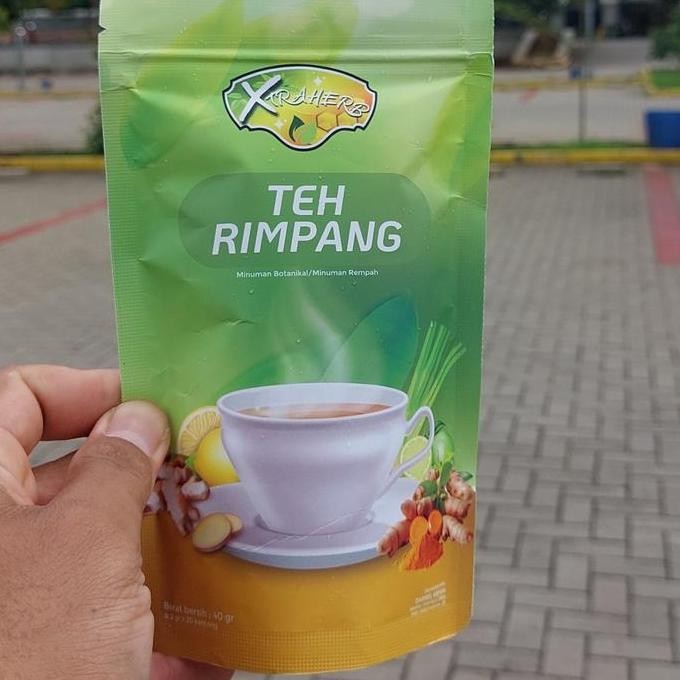 XTRAHERB
TEH
RIMPANG
Minuman Botanikal/Minuman Rempah
Berat bersih : 40 gr